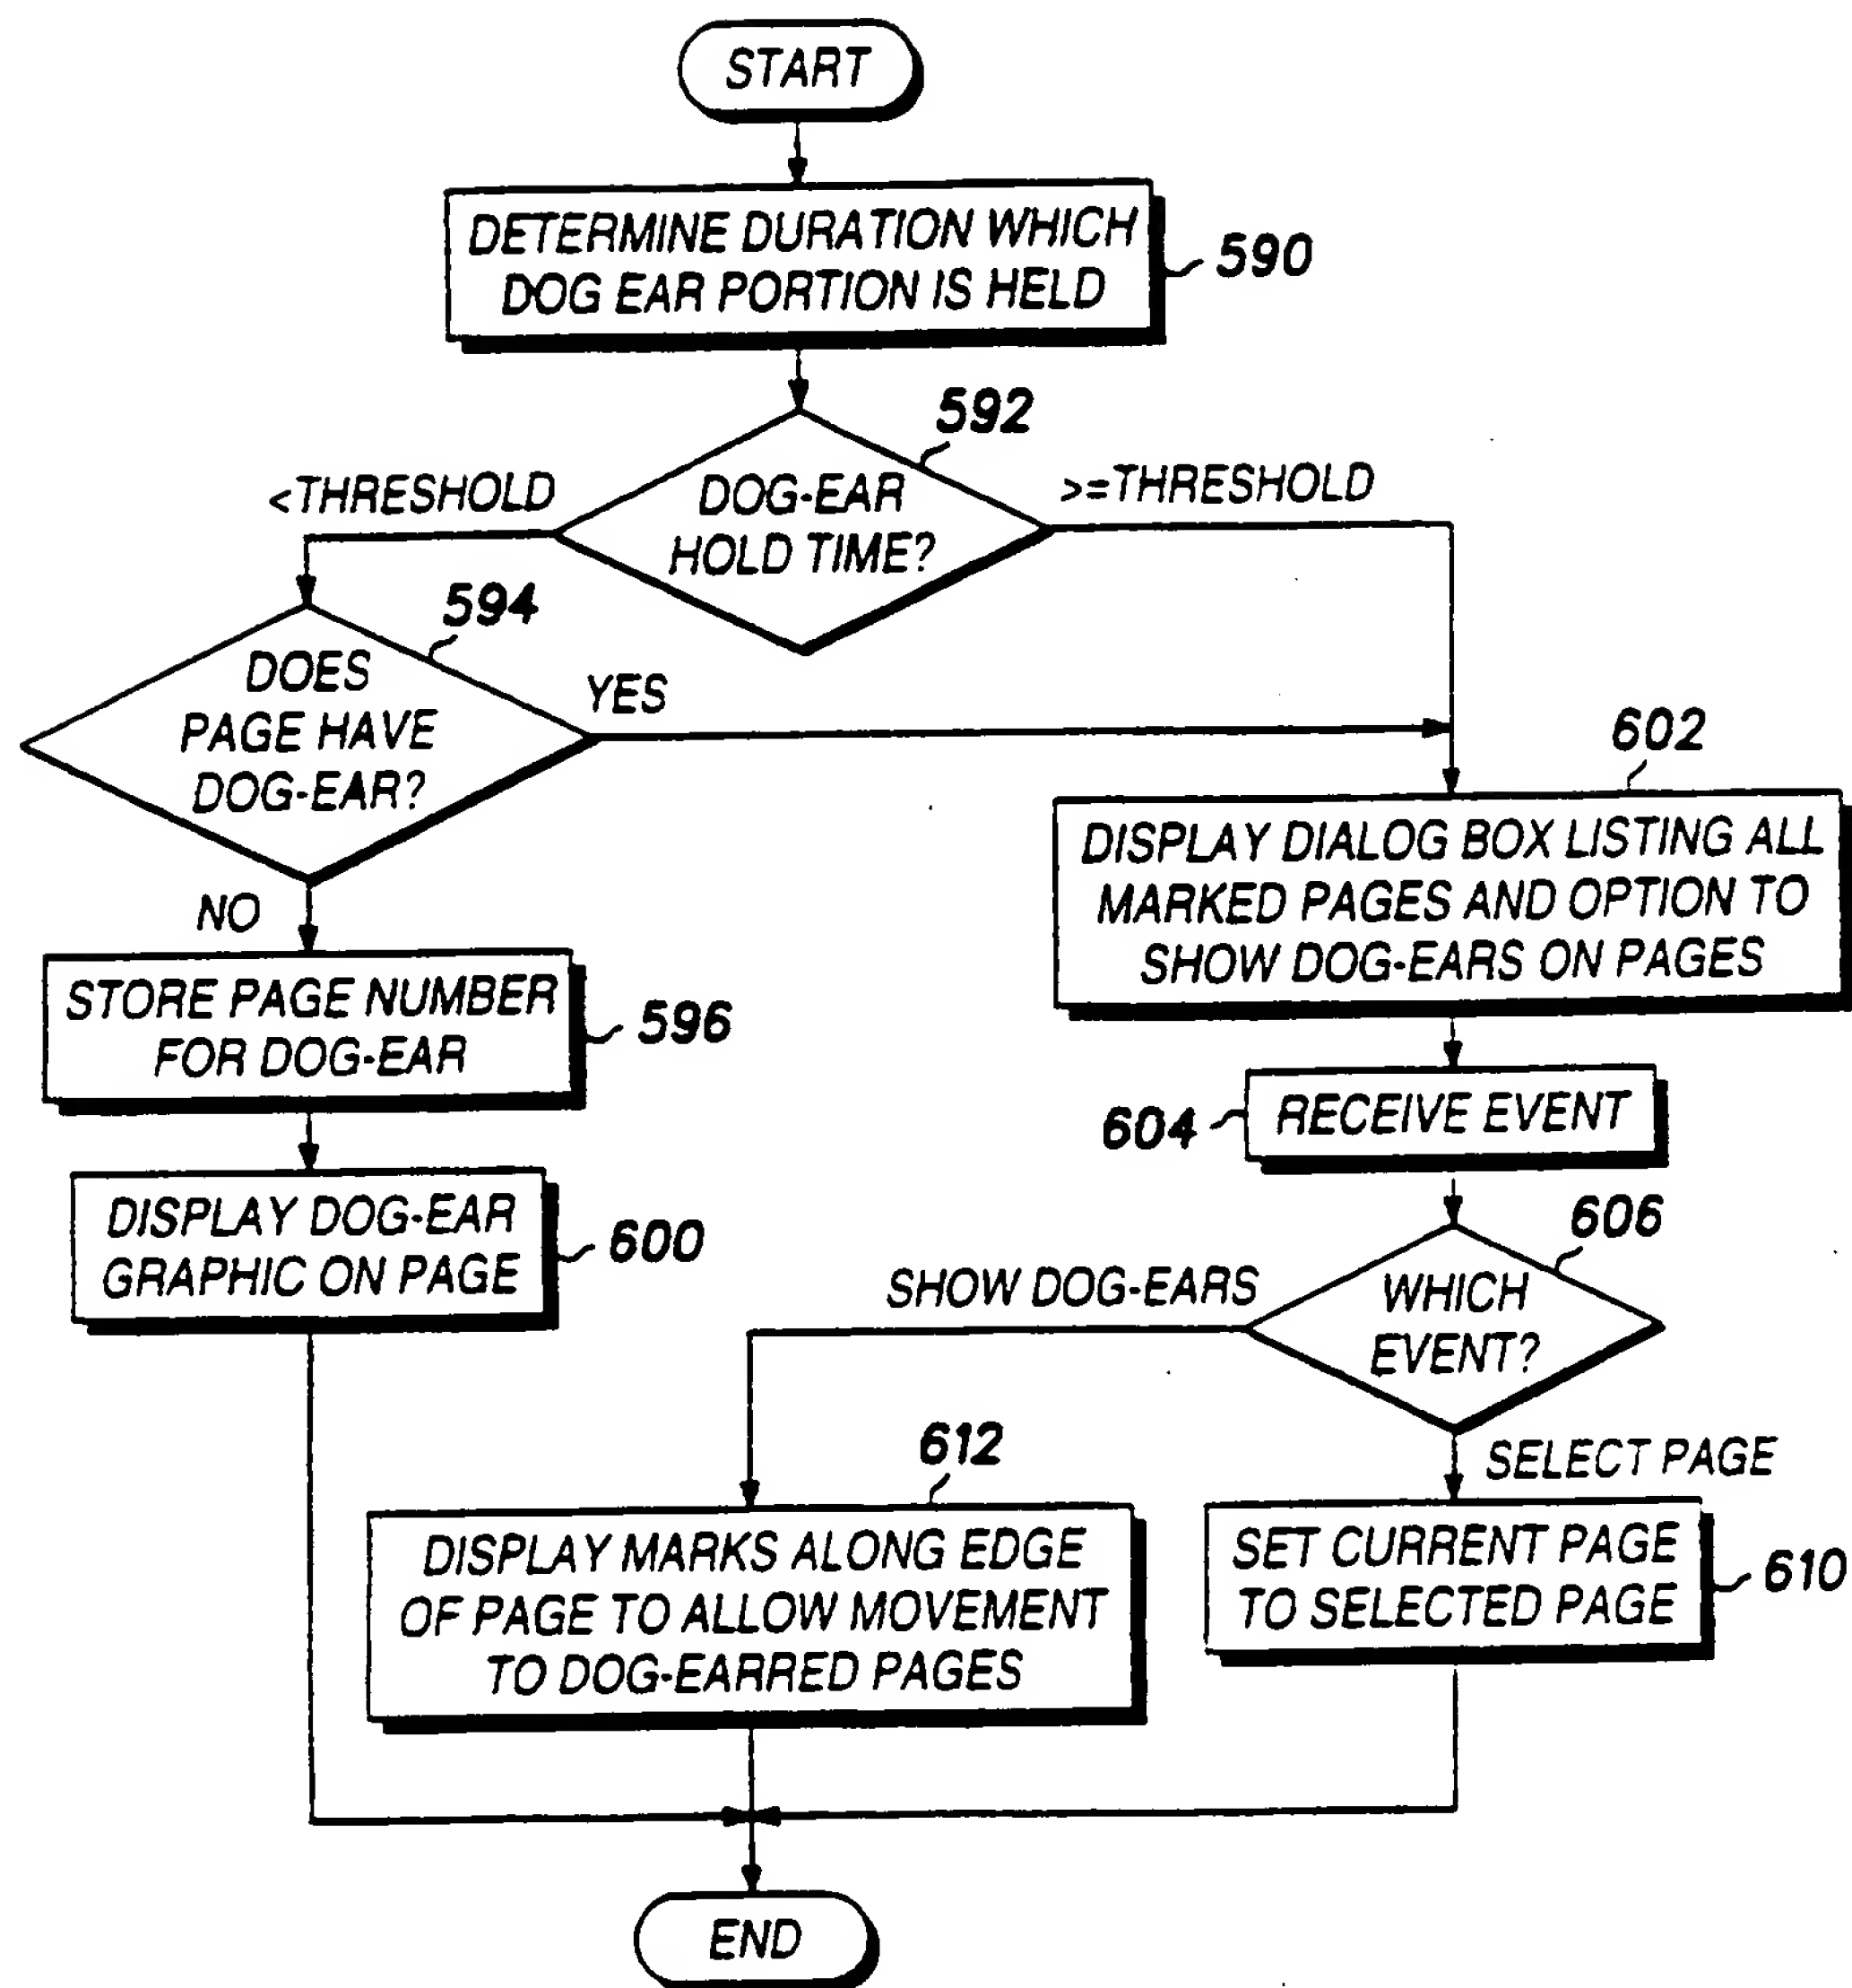 START
DETERMINE DURATION WHICH
DOG EAR PORTION IS HELD
590
592
<THRESHOLD
DOG-EAR
HOLD TIME?
>=THRESHOLD
594
DOES
PAGE HAVE
DOG-EAR?
YES
NO
602
DISPLAY DIALOG BOX LISTING ALL
MARKED PAGES AND OPTION TO
SHOW DOG-EARS ON PAGES
STORE PAGE NUMBER
FOR DOG-EAR
596
604
RECEIVE EVENT
DISPLAY DOG-EAR
GRAPHIC ON PAGE
600
606
SHOW DOG-EARS
WHICH
EVENT?
SELECT PAGE
612
DISPLAY MARKS ALONG EDGE
OF PAGE TO ALLOW MOVEMENT
TO DOG-EARRED PAGES
SET CURRENT PAGE
TO SELECTED PAGE
610
END